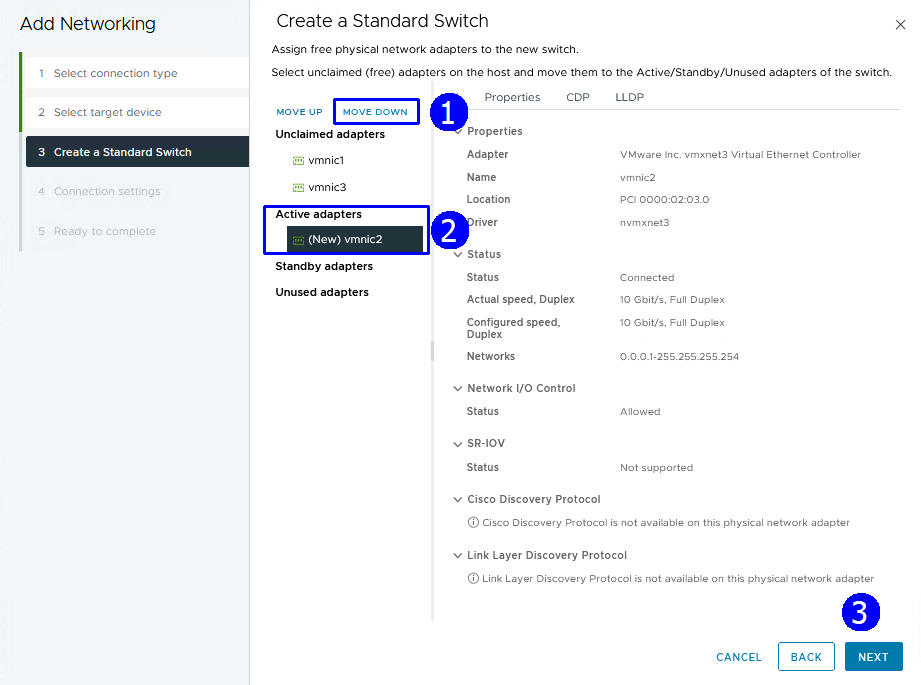 Add Networking
1 Select connection type
2 Select target device
3 Create a Standard Switch
4 Connection settings
5 Ready to complete
Create a Standard Switch
Assign free physical network adapters to the new switch.
Select unclaimed (free) adapters on the host and move them to the Active/Standby/Unused adapters of the switch.
MOVE UP MOVE DOWN
1
Unclaimed adapters
vmnic1
vmnic3
Active adapters
(New) vmnic2
2
Standby adapters
Unused adapters
Properties CDP LLDP
Properties
Adapter VMware Inc. vmxnet3 Virtual Ethernet Controller
Name vmnic2
Location PCI 0000:02:03.0
Driver nvmxnet3
Status
Status Connected
Actual speed, Duplex 10 Gbit/s, Full Duplex
Configured speed, 10 Gbit/s, Full Duplex
Duplex
Networks 0.0.0.1-255.255.255.254
Network I/O Control
Status Allowed
SR-IOV
Status Not supported
Cisco Discovery Protocol
Cisco Discovery Protocol is not available on this physical network adapter
Link Layer Discovery Protocol
Link Layer Discovery Protocol is not available on this physical network adapter
3
CANCEL BACK NEXT